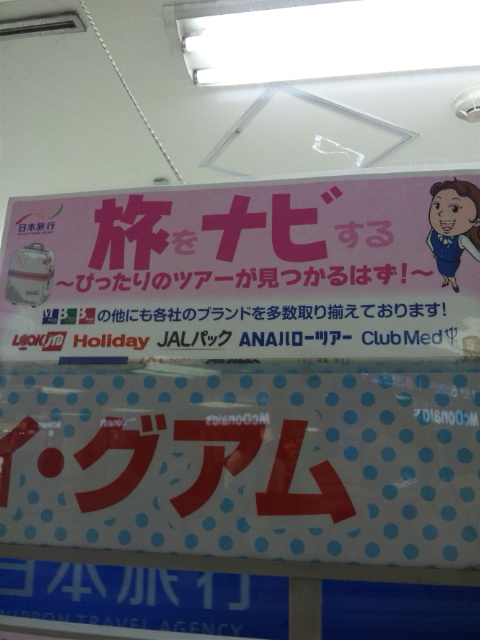 日本旅行
旅をナビする
～ぴったりのツアーが見つかるはず!～
の他にも各社のブランドを多数取り揃えております!
LOOK JTB Holiday JALパック ANAハローツアー Club Med
McDonald's
イ・グアム
日本旅行
NIPPON TRAVEL AGENCY